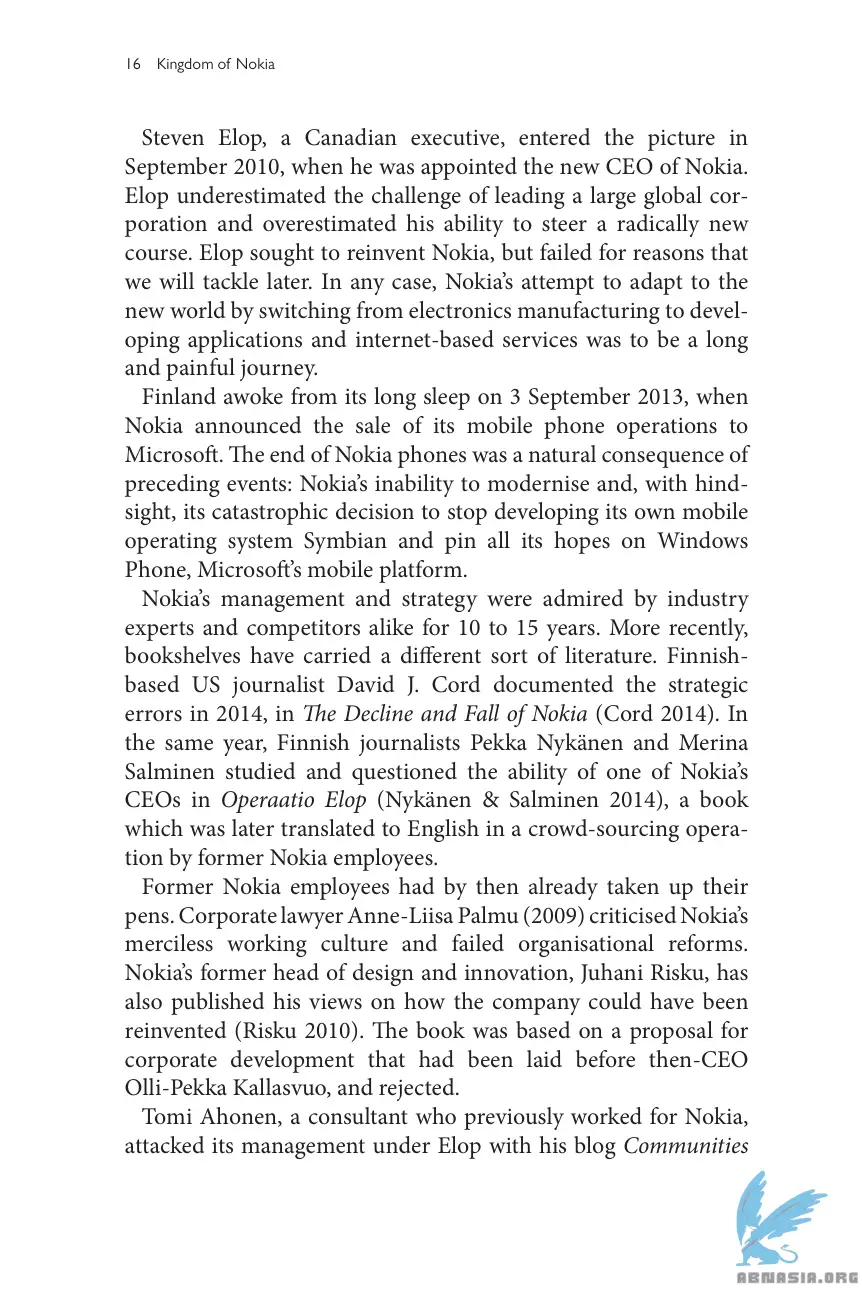 16 Kingdom of Nokia
Steven Elop, a Canadian executive, entered the picture in
September 2010, when he was appointed the new CEO of Nokia.
Elop underestimated the challenge of leading a large global cor-
poration and overestimated his ability to steer a radically new
course. Elop sought to reinvent Nokia, but failed for reasons that
we will tackle later. In any case, Nokia’s attempt to adapt to the
new world by switching from electronics manufacturing to devel-
oping applications and internet-based services was to be a long
and painful journey.
Finland awoke from its long sleep on 3 September 2013, when
Nokia announced the sale of its mobile phone operations to
Microsoft. The end of Nokia phones was a natural consequence of
preceding events: Nokia’s inability to modernise and, with hind-
sight, its catastrophic decision to stop developing its own mobile
operating system Symbian and pin all its hopes on Windows
Phone, Microsoft’s mobile platform.
Nokia’s management and strategy were admired by industry
experts and competitors alike for 10 to 15 years. More recently,
bookshelves have carried a different sort of literature. Finnish-
based US journalist David J. Cord documented the strategic
errors in 2014, in The Decline and Fall of Nokia (Cord 2014). In
the same year, Finnish journalists Pekka Nykänen and Merina
Salminen studied and questioned the ability of one of Nokia’s
CEOs in Operaatio Elop (Nykänen & Salminen 2014), a book
which was later translated to English in a crowd-sourcing opera-
tion by former Nokia employees.
Former Nokia employees had by then already taken up their
pens. Corporate lawyer Anne-Liisa Palmu (2009) criticised Nokia’s
merciless working culture and failed organisational reforms.
Nokia’s former head of design and innovation, Juhani Risku, has
also published his views on how the company could have been
reinvented (Risku 2010). The book was based on a proposal for
corporate development that had been laid before then-CEO
Olli-Pekka Kallasvuo, and rejected.
Tomi Ahonen, a consultant who previously worked for Nokia,
attacked its management under Elop with his blog Communities
ABNASIA.ORG